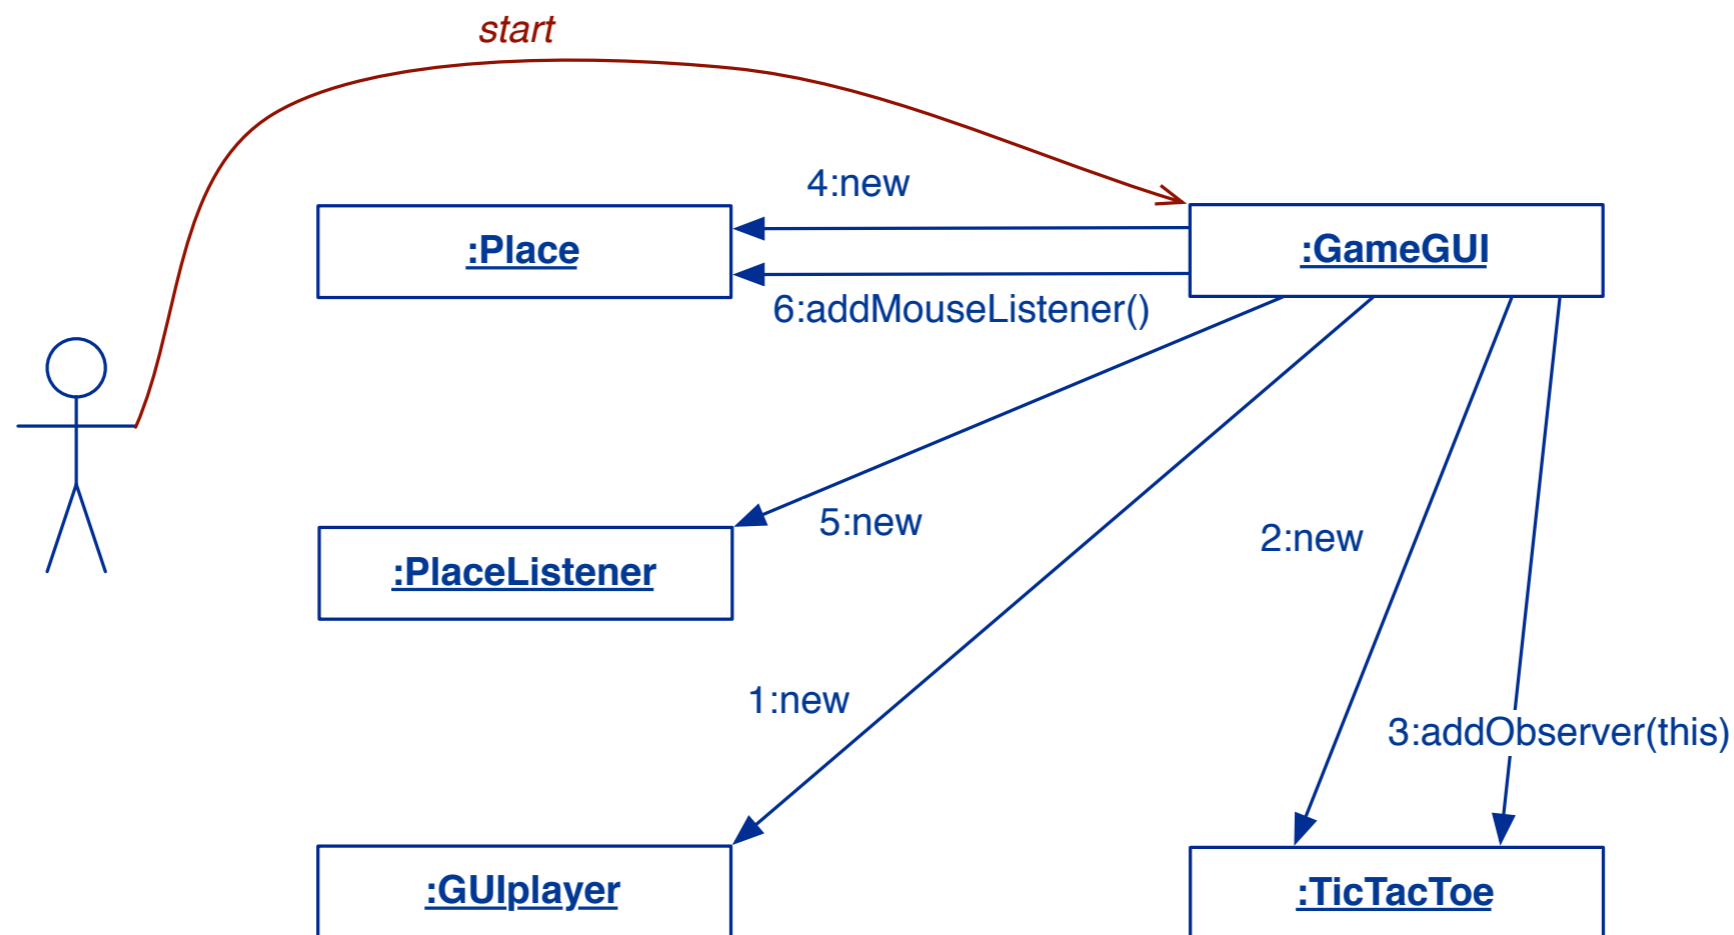 start
4:new
:Place
:GameGUI
6:addMouseListener()
5:new
2:new
:PlaceListener
1:new
3:addObserver(this)
:GUIplayer
:TicTacToe